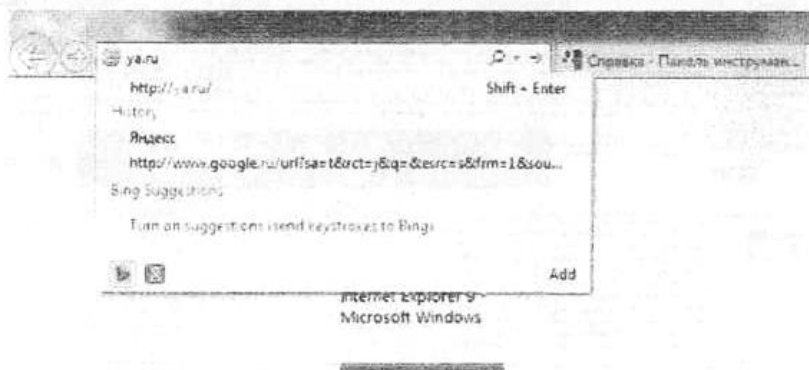 ya.ru
Справка - Панель инструмен...
http://ya.ru/ Shift + Enter
History
Яндекс
http://www.google.ru/url?sa=t&rct=j&q=&esrc=s&frm=1&sou...
Bing Suggestions
Turn on suggestions (send keystrokes to Bing)
Add
Internet Explorer 9 -
Microsoft Windows